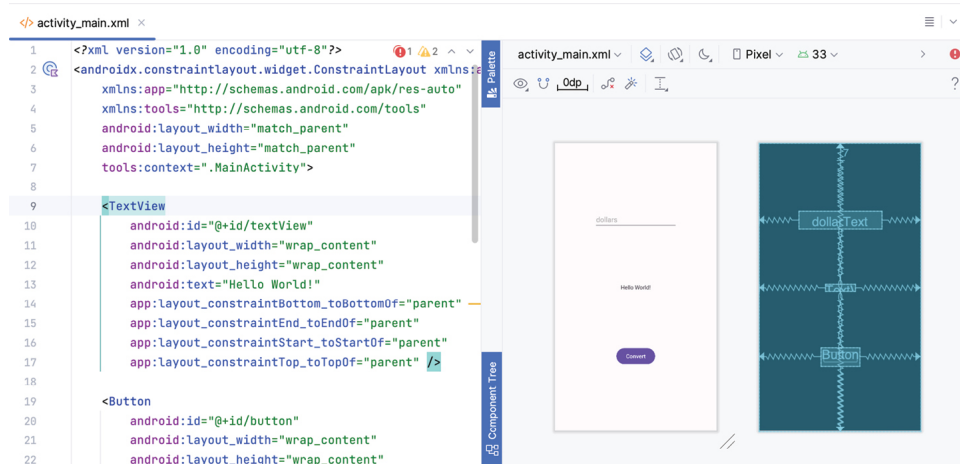 </> activity_main.xml ×
1 <?xml version="1.0" encoding="utf-8"?> 1 2
2 <androidx.constraintlayout.widget.ConstraintLayout xmlns:a
3 xmlns:app="http://schemas.android.com/apk/res-auto"
4 xmlns:tools="http://schemas.android.com/tools"
5 android:layout_width="match_parent"
6 android:layout_height="match_parent"
7 tools:context=".MainActivity">
8
9 <TextView
10 android:id="@+id/textView"
11 android:layout_width="wrap_content"
12 android:layout_height="wrap_content"
13 android:text="Hello World!"
14 app:layout_constraintBottom_toBottomOf="parent"
15 app:layout_constraintEnd_toEndOf="parent"
16 app:layout_constraintStart_toStartOf="parent"
17 app:layout_constraintTop_toTopOf="parent" />
18
19 <Button
20 android:id="@+id/button"
21 android:layout_width="wrap_content"
22 android:layout_height="wrap_content"
Palette
Component Tree
activity_main.xml Pixel 33
0dp
?
dollars
Hello World!
Convert
7
dollarText
Button